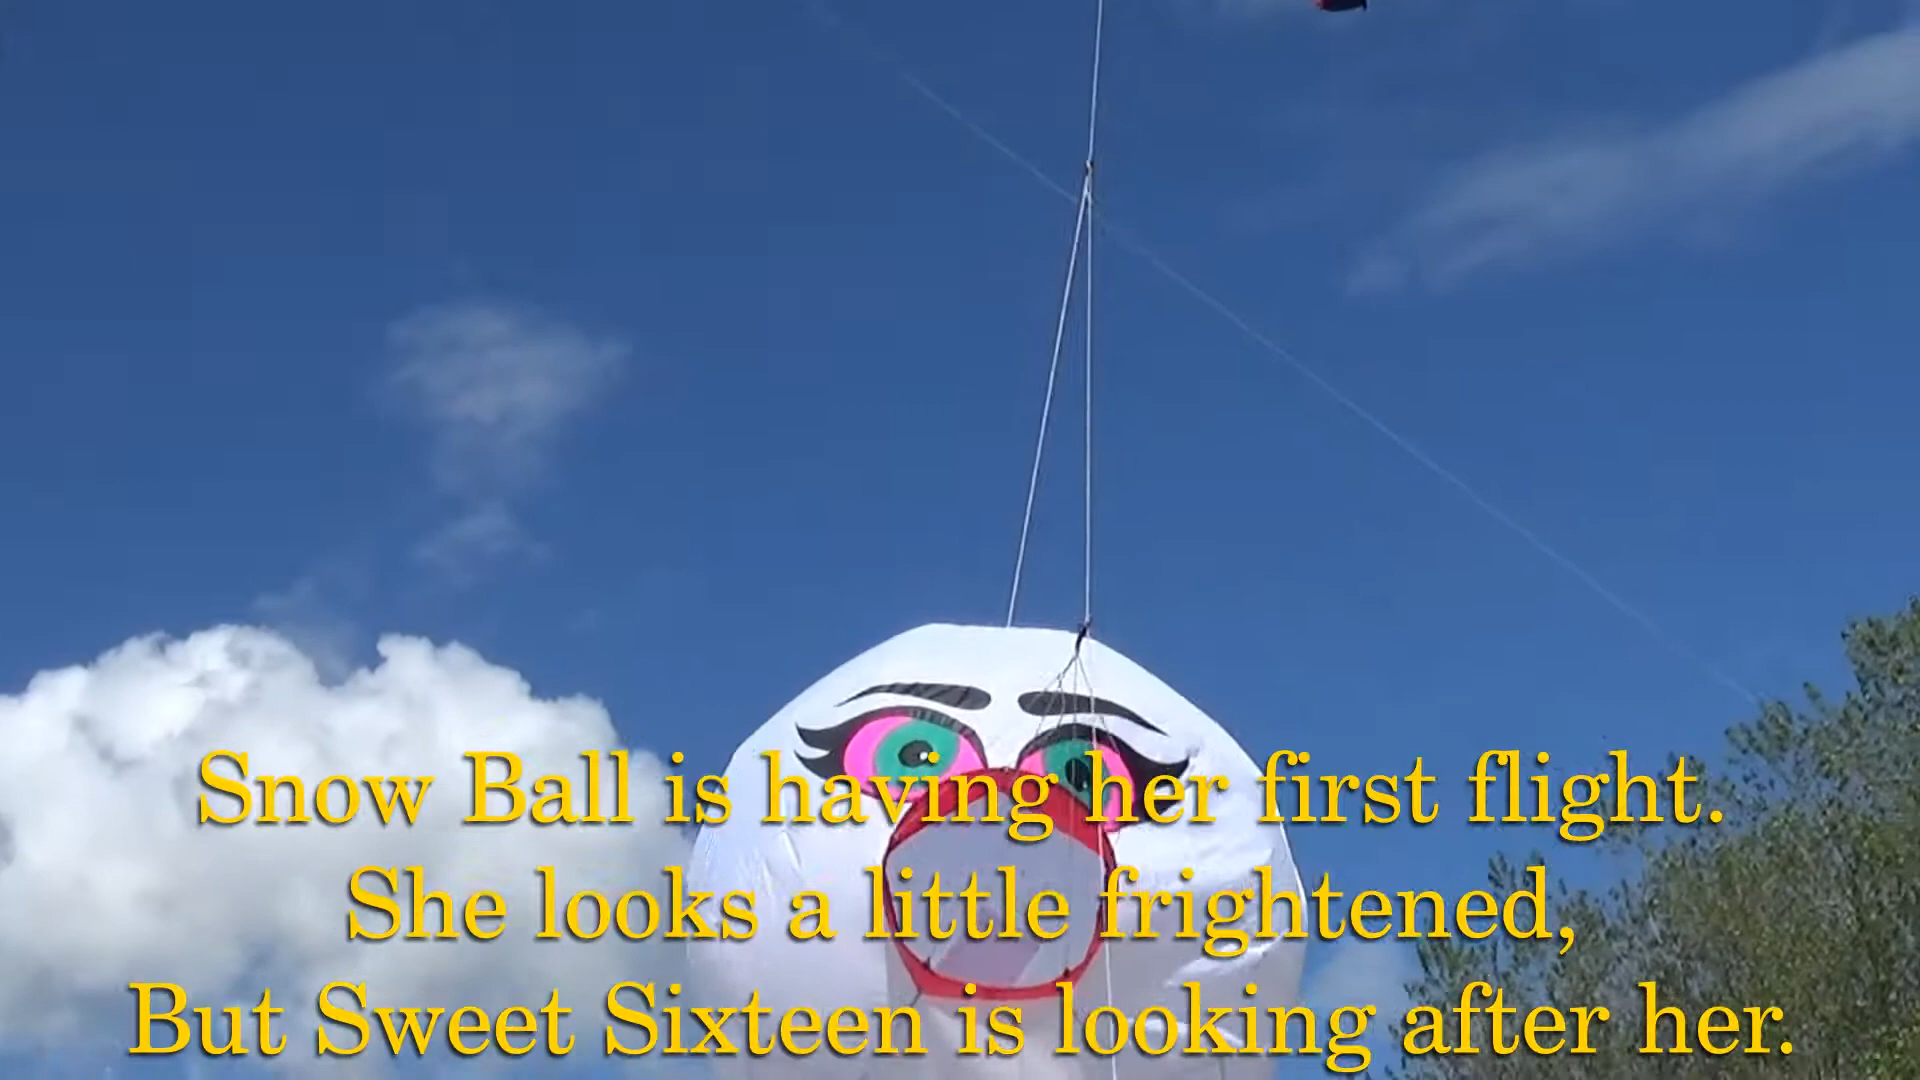 Snow Ball is having her first flight.
She looks a little frightened,
But Sweet Sixteen is looking after her.